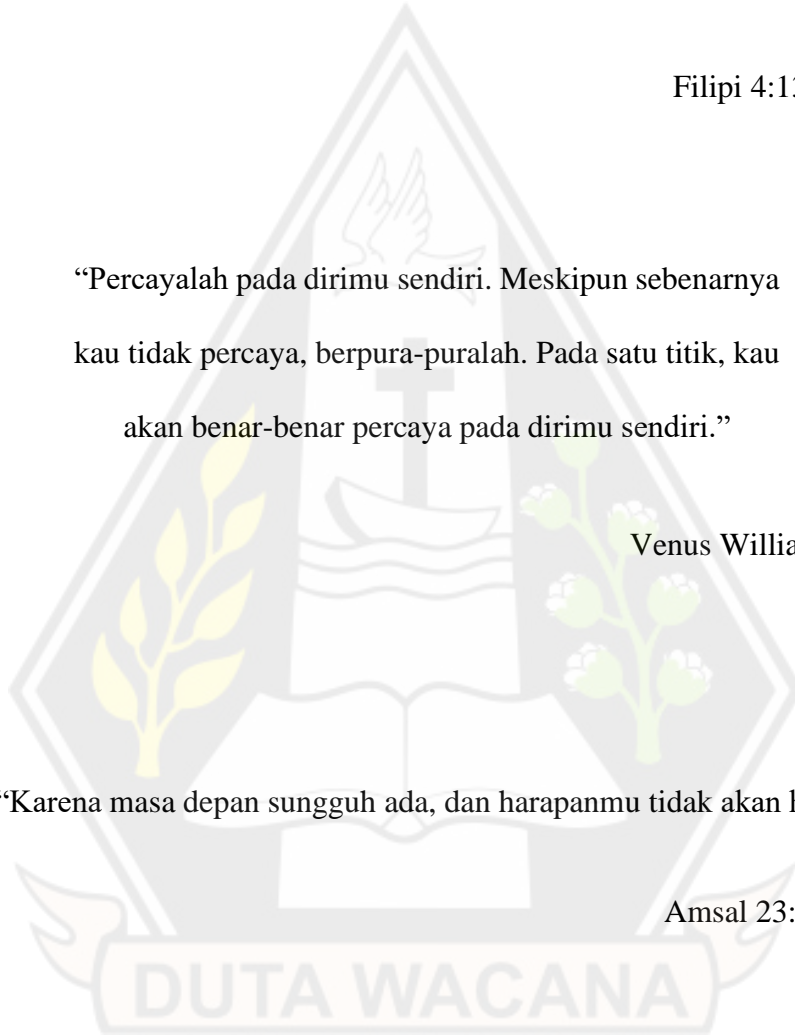 Filipi 4:13
“Percayalah pada dirimu sendiri. Meskipun sebenarnya
kau tidak percaya, berpura-puralah. Pada satu titik, kau
akan benar-benar percaya pada dirimu sendiri.”
Venus Willia
“Karena masa depan sungguh ada, dan harapanmu tidak akan h
Amsal 23:
DUTA WACANA